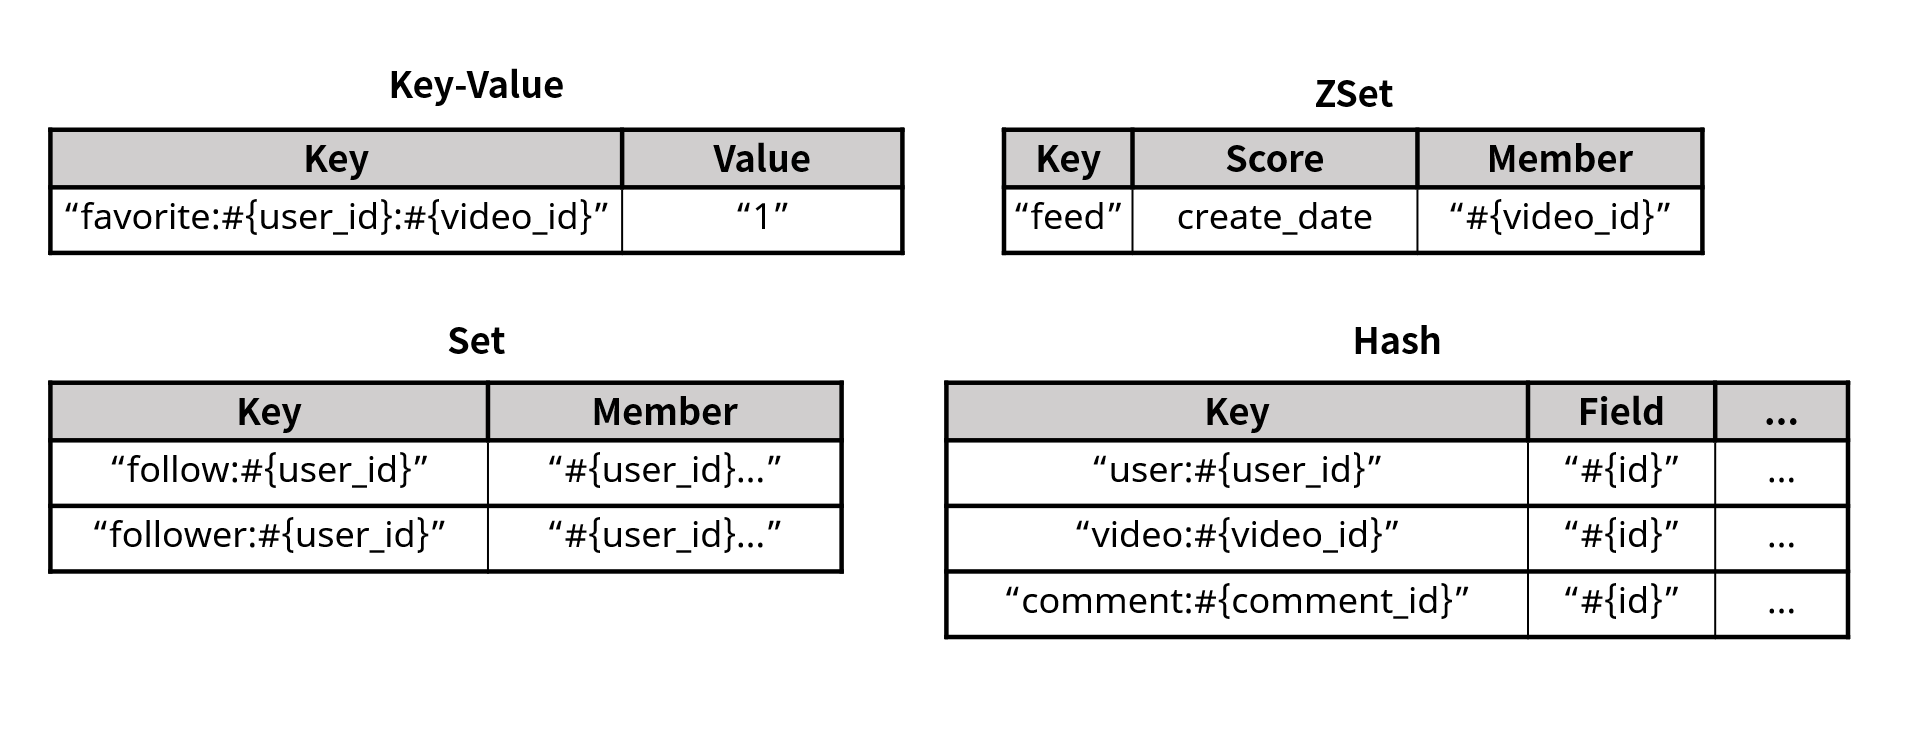 Key-Value
Key Value
“favorite:#{user_id}:#{video_id}” “1”
ZSet
Key Score Member
“feed” create_date “#{video_id}”
Set
Key Member
“follow:#{user_id}” “#{user_id}...”
“follower:#{user_id}” “#{user_id}...”
Hash
Key Field ...
“user:#{user_id}” “#{id}” ...
“video:#{video_id}” “#{id}” ...
“comment:#{comment_id}” “#{id}” ...